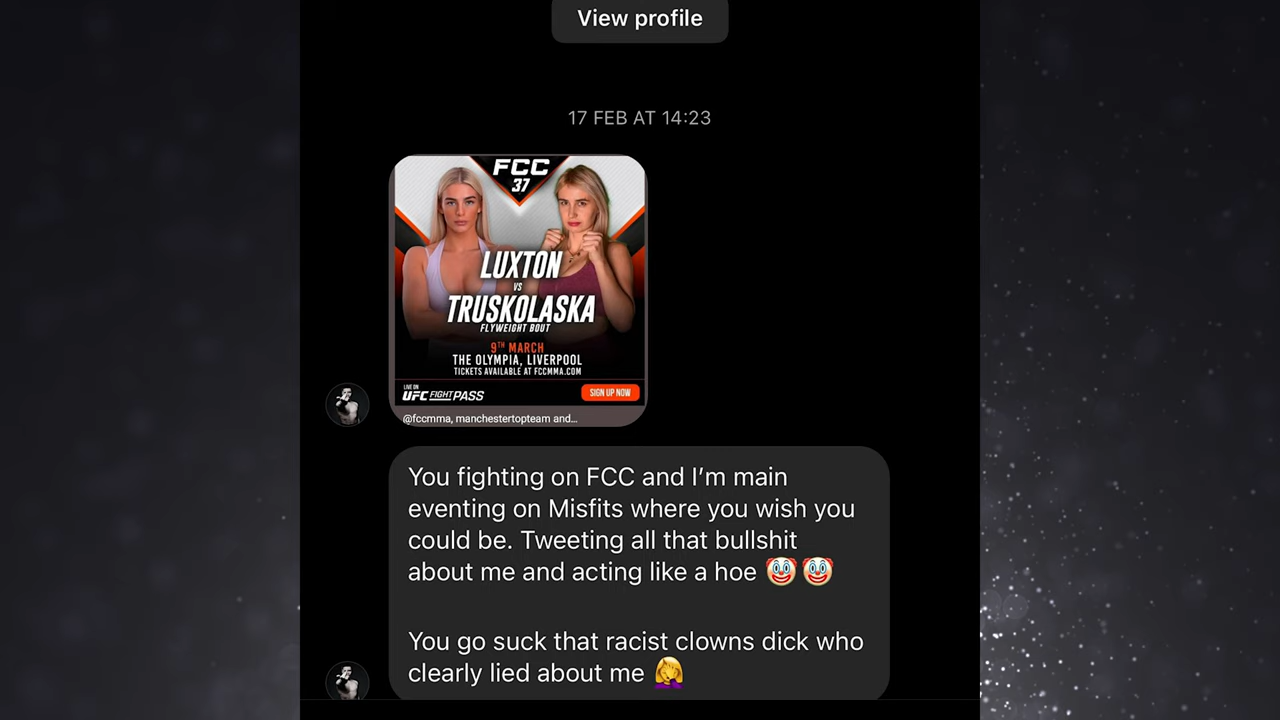 View profile
17 FEB AT 14:23
FCC
37
LUXTON
VS
TRUSKOLASKA
FLYWEIGHT BOUT
9TH MARCH
THE OLYMPIA, LIVERPOOL
TICKETS AVAILABLE AT FCCMMA.COM
LIVE ON
UFC FIGHT PASS
SIGN UP NOW
@fccmma, manchestertopteam and...
You fighting on FCC and I’m main
eventing on Misfits where you wish you
could be. Tweeting all that bullshit
about me and acting like a hoe 🤡🤡
You go suck that racist clowns dick who
clearly lied about me 🤦‍♀️